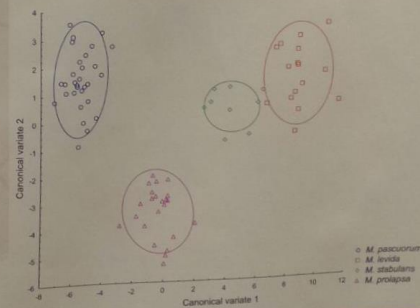 4
3
2
1
0
-1
-2
-3
-4
-5
-6
Canonical variate 2
-8 -6 -4 -2 0 2 4 6 8 10 12
Canonical variate 1
M. pascuorum
M. levida
M. stabulans
M. prolapsa